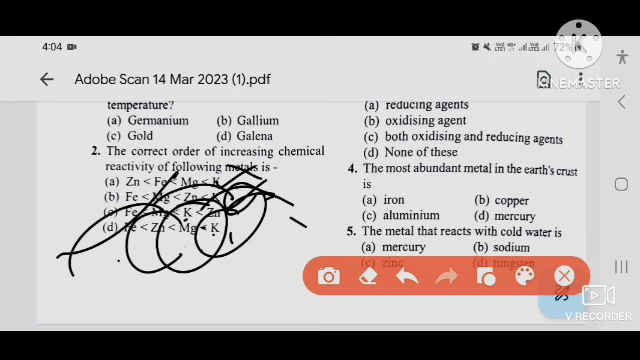 4:04
72%
Adobe Scan 14 Mar 2023 (1).pdf
KINEMASTER
temperature?
(a) Germanium (b) Gallium
(c) Gold (d) Galena
2. The correct order of increasing chemical
reactivity of following metals is -
(a) Zn < Fe < Mg < K
(b) Fe < Mg < Zn < K
(c) Fe < Mg < K < Zn
(d) Fe < Zn < Mg < K
(a) reducing agents
(b) oxidising agent
(c) both oxidising and reducing agents
(d) None of these
4. The most abundant metal in the earth's crust
is
(a) iron (b) copper
(c) aluminium (d) mercury
5. The metal that reacts with cold water is
(a) mercury (b) sodium
(c) zinc (d) tungsten
V RECORDER